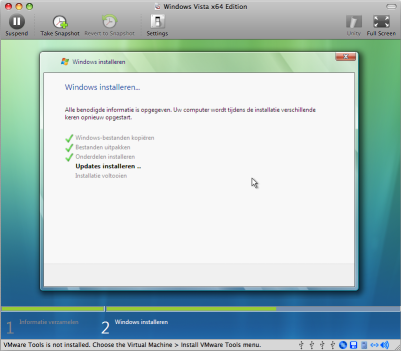 Windows Vista x64 Edition
Suspend
Take Snapshot
Revert to Snapshot
Settings
Unity
Full Screen
Windows installeren
Windows installeren...
Alle benodigde informatie is opgegeven. Uw computer wordt tijdens de installatie verschillende
keren opnieuw opgestart.
Windows-bestanden kopiëren
Bestanden uitpakken
Onderdelen installeren
Updates installeren ...
Installatie voltooien
1 Informatie verzamelen
2 Windows installeren
VMware Tools is not installed. Choose the Virtual Machine > Install VMware Tools menu.